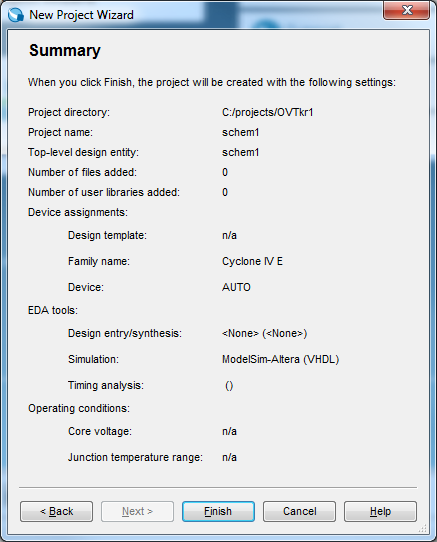 New Project Wizard
Summary
When you click Finish, the project will be created with the following settings:
Project directory: C:/projects/OVTkr1
Project name: schem1
Top-level design entity: schem1
Number of files added: 0
Number of user libraries added: 0
Device assignments:
Design template: n/a
Family name: Cyclone IV E
Device: AUTO
EDA tools:
Design entry/synthesis: <None> (<None>)
Simulation: ModelSim-Altera (VHDL)
Timing analysis: ()
Operating conditions:
Core voltage: n/a
Junction temperature range: n/a
< Back Next > Finish Cancel Help